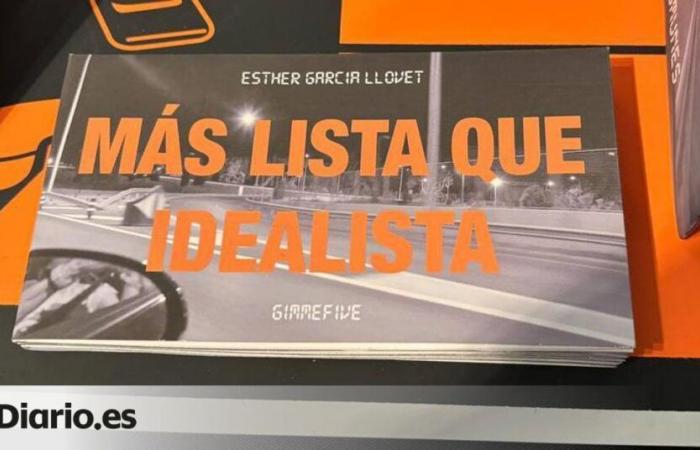 ESTHER GARCIA LLOVET
MÁS LISTA QUE
IDEALISTA
GIMMEFIVE
Diario.es